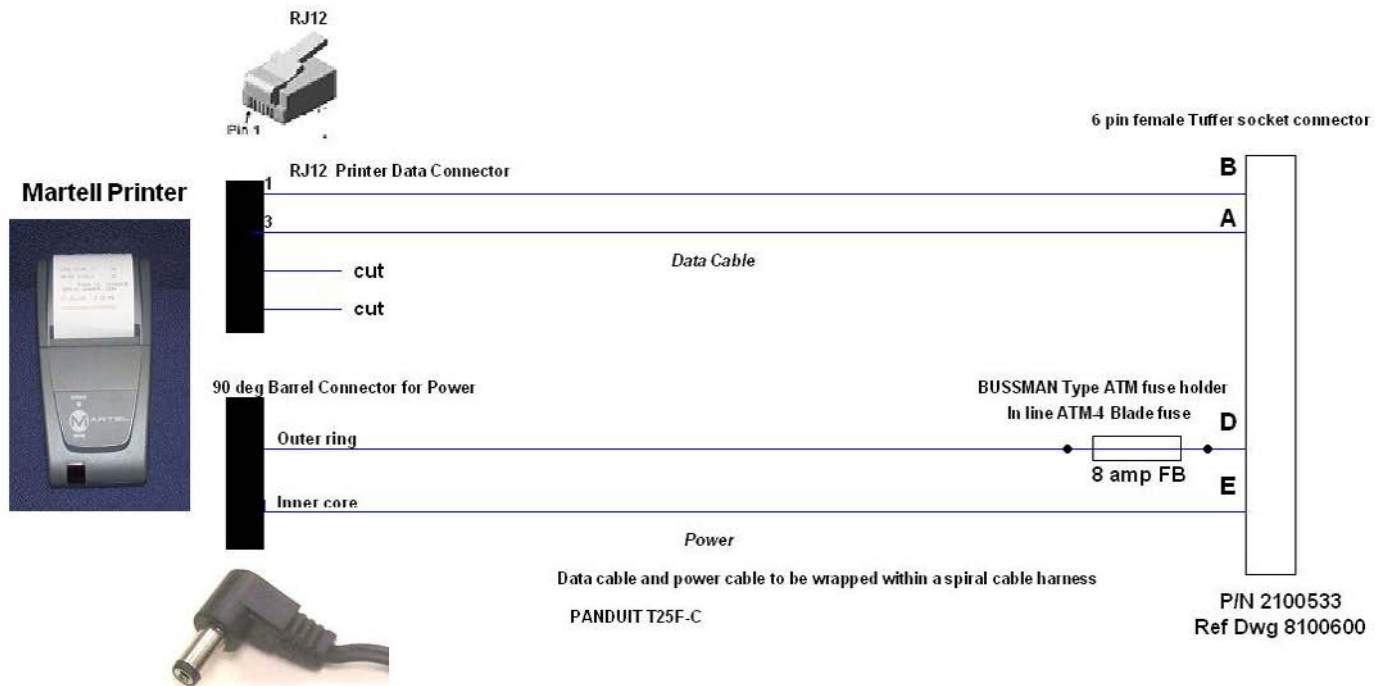 RJ12
Pin 1
6 pin female Tuffer socket connector
RJ12 Printer Data Connector
Martell Printer
1
3
B
A
Data Cable
cut
cut
MARTEL
90 deg Barrel Connector for Power
BUSSMAN Type ATM fuse holder
In line ATM-4 Blade fuse
Outer ring
D
8 amp FB
Inner core
E
Power
Data cable and power cable to be wrapped within a spiral cable harness
PANDUIT T25F-C
P/N 2100533
Ref Dwg 8100600